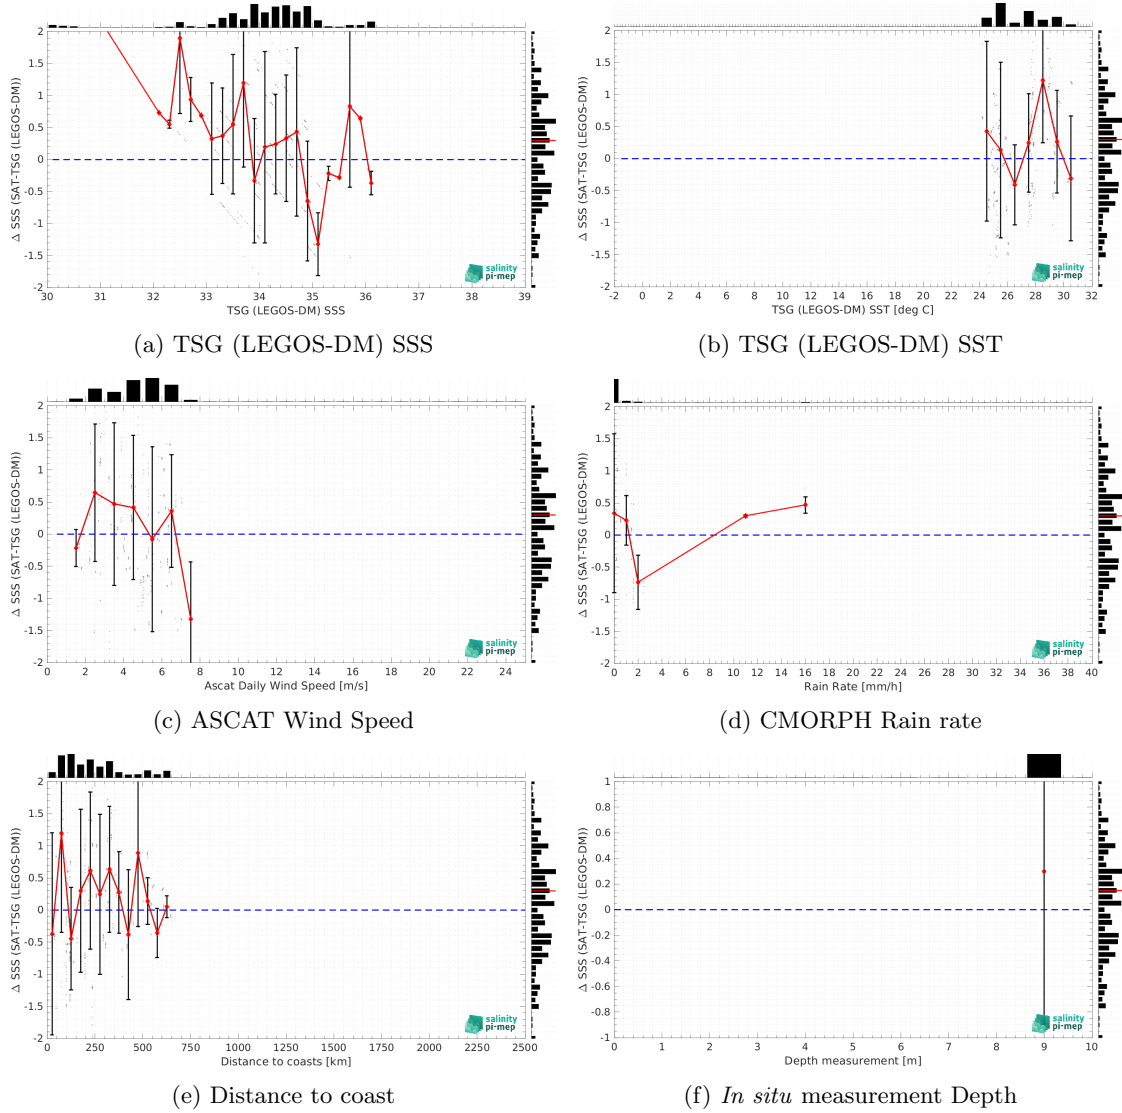 2
1.5
1
0.5
0
-0.5
-1
-1.5
-2
Δ SSS (SAT-TSG (LEGOS-DM))
30 31 32 33 34 35 36 37 38 39
TSG (LEGOS-DM) SSS
salinity
pi-mep
(a) TSG (LEGOS-DM) SSS
2
1.5
1
0.5
0
-0.5
-1
-1.5
-2
Δ SSS (SAT-TSG (LEGOS-DM))
-2 0 2 4 6 8 10 12 14 16 18 20 22 24 26 28 30 32
TSG (LEGOS-DM) SST [deg C]
salinity
pi-mep
(b) TSG (LEGOS-DM) SST
2
1.5
1
0.5
0
-0.5
-1
-1.5
-2
Δ SSS (SAT-TSG (LEGOS-DM))
0 2 4 6 8 10 12 14 16 18 20 22 24
Ascat Daily Wind Speed [m/s]
salinity
pi-mep
(c) ASCAT Wind Speed
2
1.5
1
0.5
0
-0.5
-1
-1.5
-2
Δ SSS (SAT-TSG (LEGOS-DM))
0 2 4 6 8 10 12 14 16 18 20 22 24 26 28 30 32 34 36 38 40
Rain Rate [mm/h]
salinity
pi-mep
(d) CMORPH Rain rate
2
1.5
1
0.5
0
-0.5
-1
-1.5
-2
Δ SSS (SAT-TSG (LEGOS-DM))
0 250 500 750 1000 1250 1500 1750 2000 2250 2500
Distance to coasts [km]
salinity
pi-mep
(e) Distance to coast
1
0.8
0.6
0.4
0.2
0
-0.2
-0.4
-0.6
-0.8
-1
Δ SSS (SAT-TSG (LEGOS-DM))
0 1 2 3 4 5 6 7 8 9 10
Depth measurement [m]
salinity
pi-mep
(f) In situ measurement Depth